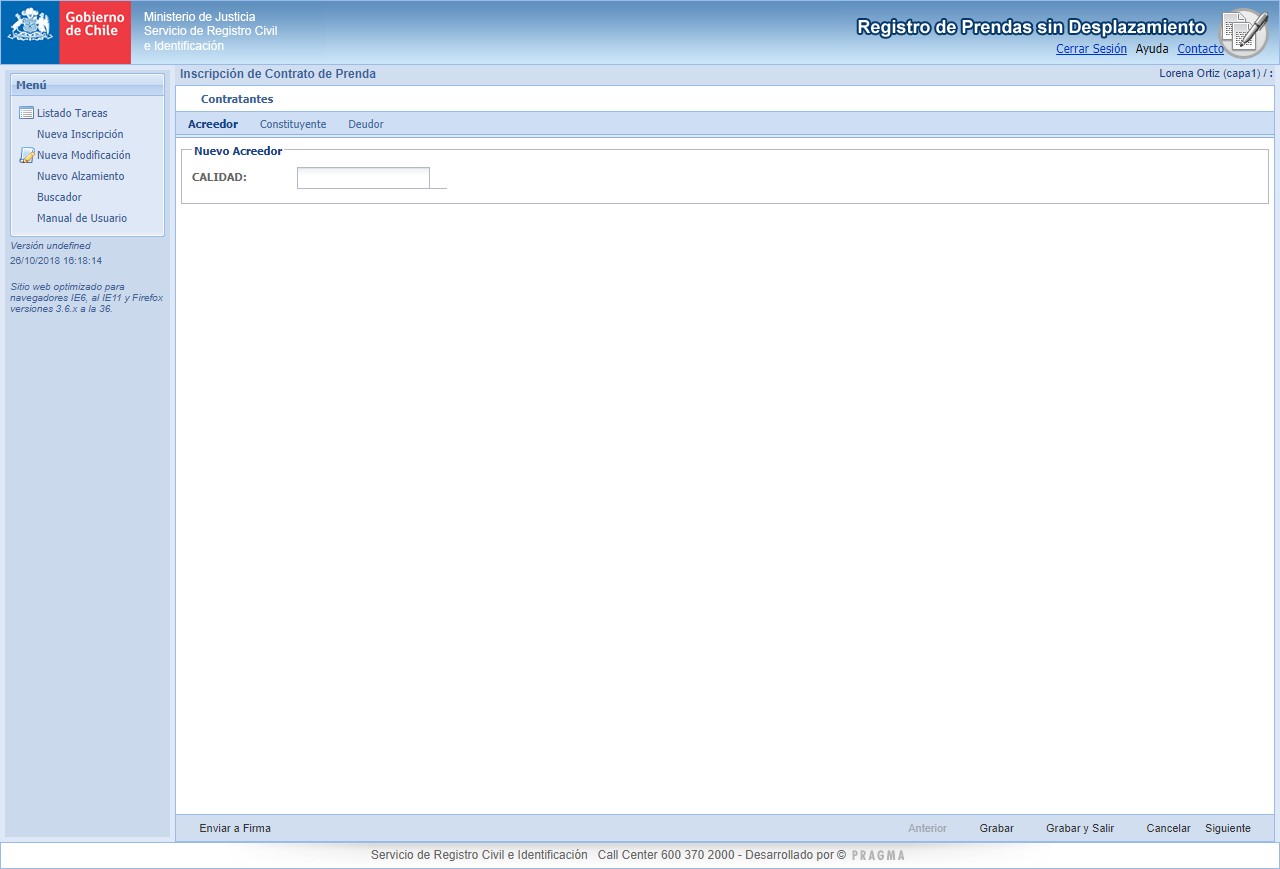 Gobierno
de Chile
Ministerio de Justicia
Servicio de Registro Civil
e Identificación
Registro de Prendas sin Desplazamiento
Cerrar Sesión Ayuda Contacto
Menú
Listado Tareas
Nueva Inscripción
Nueva Modificación
Nuevo Alzamiento
Buscador
Manual de Usuario
Versión undefined
26/10/2018 16:18:14
Sitio web optimizado para
navegadores IE6, al IE11 y Firefox
versiones 3.6.x a la 36.
Inscripción de Contrato de Prenda
Lorena Ortiz (capa1) / :
Contratantes
Acreedor Constituyente Deudor
Nuevo Acreedor
CALIDAD:
Enviar a Firma
Anterior Grabar Grabar y Salir Cancelar Siguiente
Servicio de Registro Civil e Identificación Call Center 600 370 2000 - Desarrollado por © PRAGMA